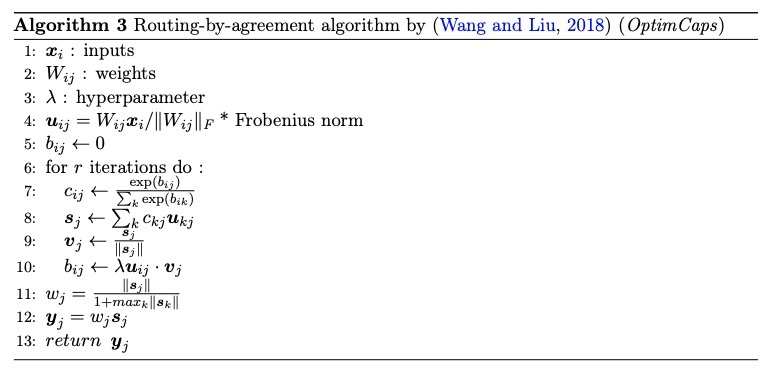 Algorithm 3 Routing-by-agreement algorithm by (Wang and Liu, 2018) (OptimCaps)
1: $\boldsymbol{x}_i$ : inputs
2: $W_{ij}$ : weights
3: $\lambda$ : hyperparameter
4: $\boldsymbol{u}_{ij} = W_{ij}\boldsymbol{x}_i/\|W_{ij}\|_F$ * Frobenius norm
5: $b_{ij} \leftarrow 0$
6: for $r$ iterations do :
7: $c_{ij} \leftarrow \frac{\exp(b_{ij})}{\sum_k \exp(b_{ik})}$
8: $\boldsymbol{s}_j \leftarrow \sum_k c_{kj}\boldsymbol{u}_{kj}$
9: $\boldsymbol{v}_j \leftarrow \frac{\boldsymbol{s}_j}{\|\boldsymbol{s}_j\|}$
10: $b_{ij} \leftarrow \lambda \boldsymbol{u}_{ij} \cdot \boldsymbol{v}_j$
11: $w_j = \frac{\|\boldsymbol{s}_j\|}{1+max_k\|\boldsymbol{s}_k\|}$
12: $\boldsymbol{y}_j = w_j\boldsymbol{s}_j$
13: return $\boldsymbol{y}_j$